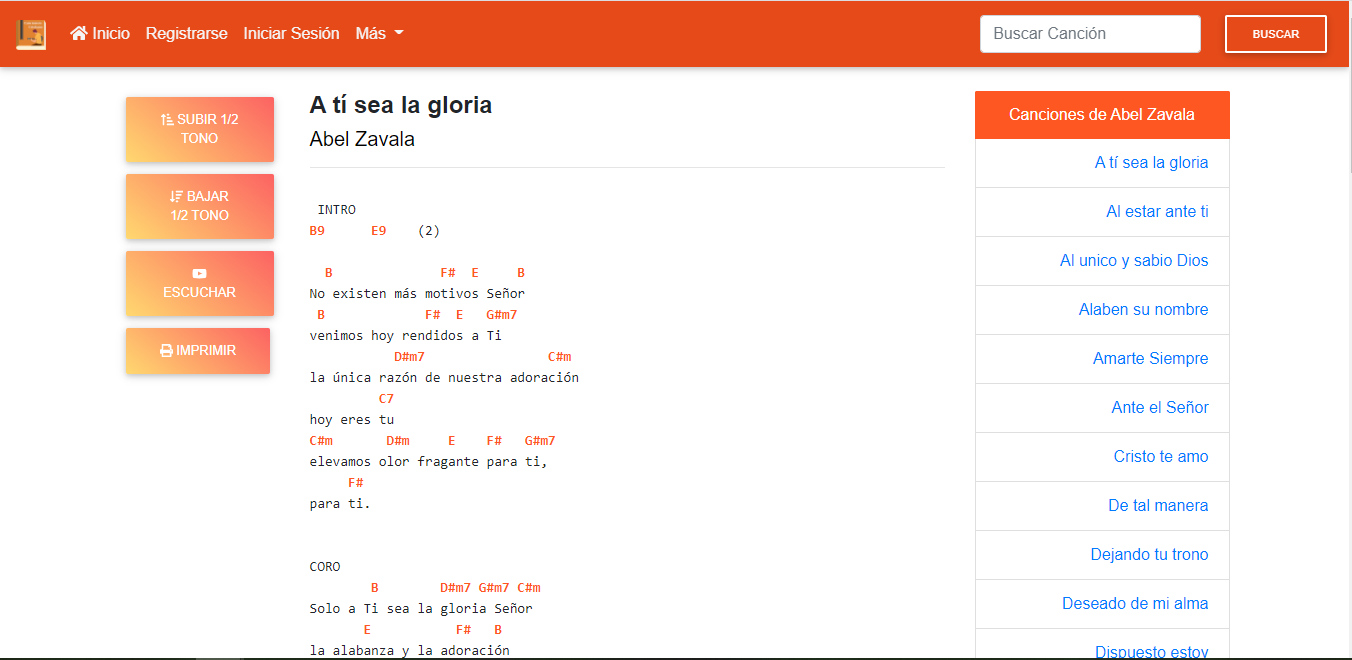 Inicio Registrarse Iniciar Sesión Más Buscar Canción BUSCAR
SUBIR 1/2
TONO
BAJAR
1/2 TONO
ESCUCHAR
IMPRIMIR
A tí sea la gloria
Abel Zavala
INTRO
B9 E9 (2)
B F# E B
No existen más motivos Señor
B F# E G#m7
venimos hoy rendidos a Ti
D#m7 C#m
la única razón de nuestra adoración
C7
hoy eres tu
C#m D#m E F# G#m7
elevamos olor fragante para ti,
F#
para ti.
CORO
B D#m7 G#m7 C#m
Solo a Ti sea la gloria Señor
E F# B
la alabanza y la adoración
Canciones de Abel Zavala
A tí sea la gloria
Al estar ante ti
Al unico y sabio Dios
Alaben su nombre
Amarte Siempre
Ante el Señor
Cristo te amo
De tal manera
Dejando tu trono
Deseado de mi alma
Dispuesto estoy